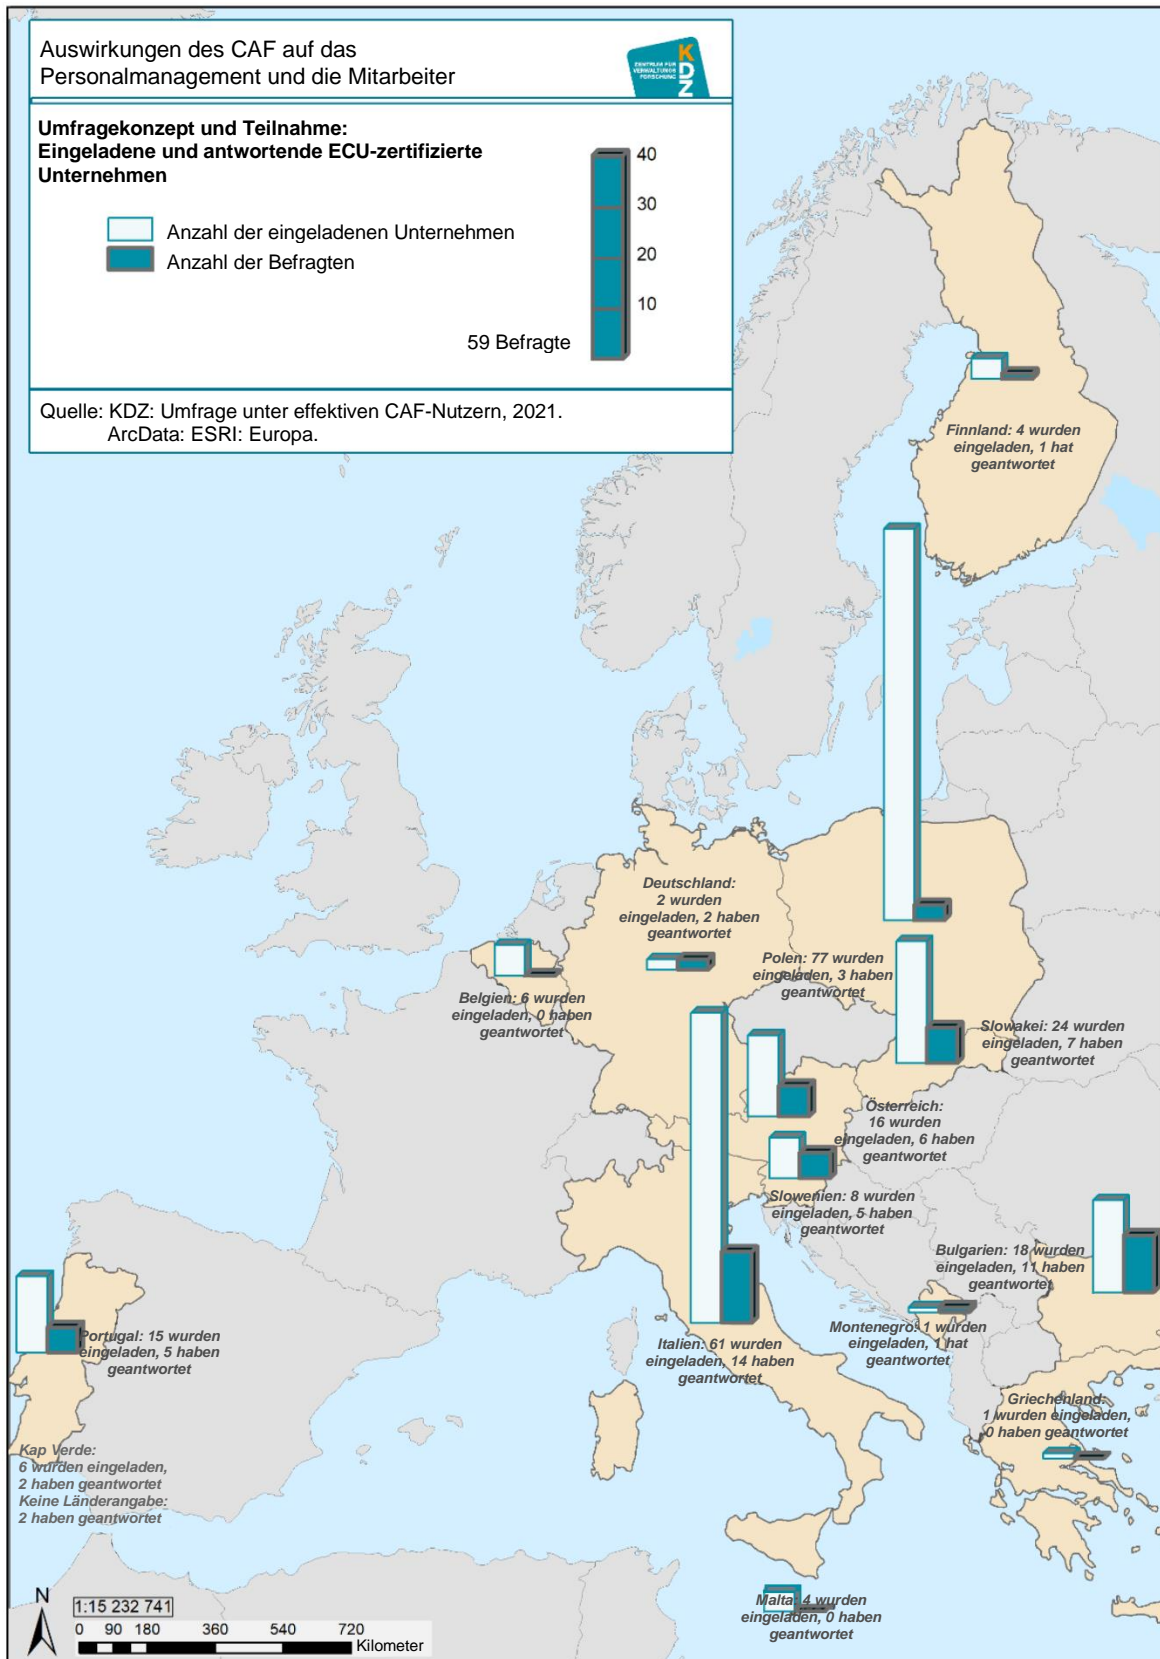 Auswirkungen des CAF auf das
Personalmanagement und die Mitarbeiter
ZENTRUM FÜR
VERWALTUNGS
FORSCHUNG
KDZ
Umfragekonzept und Teilnahme:
Eingeladene und antwortende ECU-zertifizierte
Unternehmen
40
30
20
10
Anzahl der eingeladenen Unternehmen
Anzahl der Befragten
59 Befragte
Quelle: KDZ: Umfrage unter effektiven CAF-Nutzern, 2021.
ArcData: ESRI: Europa.
Finnland: 4 wurden
eingeladen, 1 hat
geantwortet
Deutschland:
2 wurden
eingeladen, 2 haben
geantwortet
Polen: 77 wurden
eingeladen, 3 haben
geantwortet
Belgien: 6 wurden
eingeladen, 0 haben
geantwortet
Slowakei: 24 wurden
eingeladen, 7 haben
geantwortet
Österreich:
16 wurden
eingeladen, 6 haben
geantwortet
Slowenien: 8 wurden
eingeladen, 5 haben
geantwortet
Bulgarien: 18 wurden
eingeladen, 11 haben
geantwortet
Portugal: 15 wurden
eingeladen, 5 haben
geantwortet
Italien: 61 wurden
eingeladen, 14 haben
geantwortet
Montenegro: 1 wurden
eingeladen, 1 hat
geantwortet
Griechenland:
1 wurden eingeladen,
0 haben geantwortet
Kap Verde:
6 wurden eingeladen,
2 haben geantwortet
Keine Länderangabe:
2 haben geantwortet
Malta: 4 wurden
eingeladen, 0 haben
geantwortet
N
1:15 232 741
0 90 180 360 540 720
Kilometer